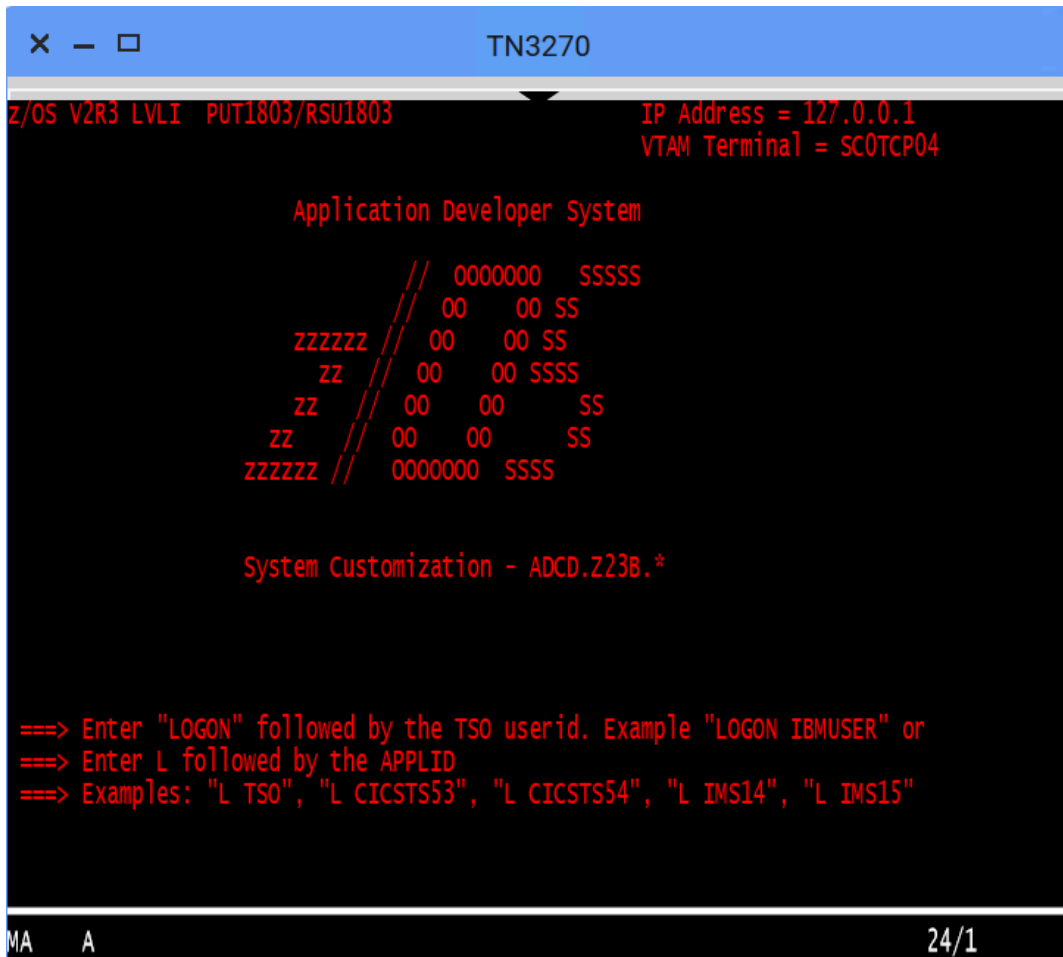 TN3270
z/OS V2R3 LVLI  PUT1803/RSU1803                    IP Address = 127.0.0.1
                                                   VTAM Terminal = SC0TCP04
                       Application Developer System
                                // OOOOOOO   SSSSS
                               // OO    OO SS
                       zzzzzz // OO    OO SS
                         zz  // OO    OO SSSS
                       zz   // OO    OO      SS
                     zz    // OO    OO      SS
                   zzzzzz //   OOOOOOO  SSSS
                   System Customization - ADCD.Z23B.*
 ===> Enter "LOGON" followed by the TSO userid. Example "LOGON IBMUSER" or
 ===> Enter L followed by the APPLID
 ===> Examples: "L TSO", "L CICSTS53", "L CICSTS54", "L IMS14", "L IMS15"
MA    A                                                                   24/1